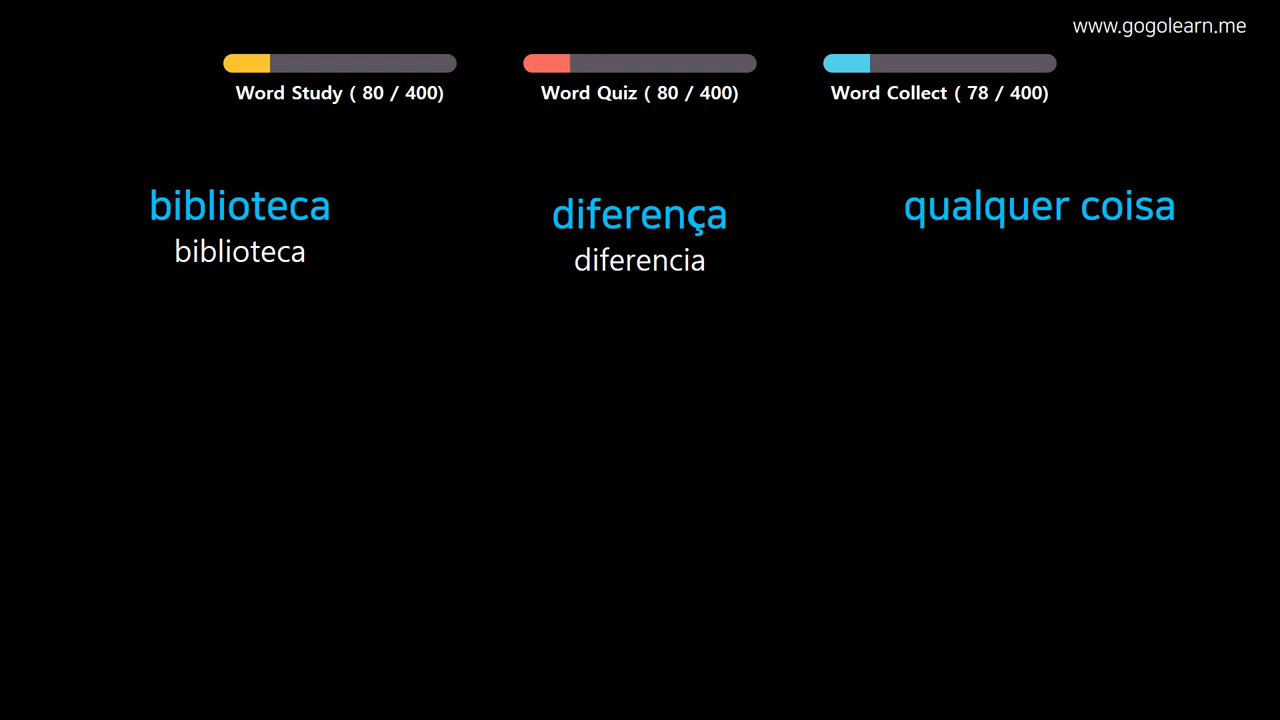 www.gogolearn.me
Word Study ( 80 / 400)
Word Quiz ( 80 / 400)
Word Collect ( 78 / 400)
biblioteca
biblioteca
diferença
diferencia
qualquer coisa